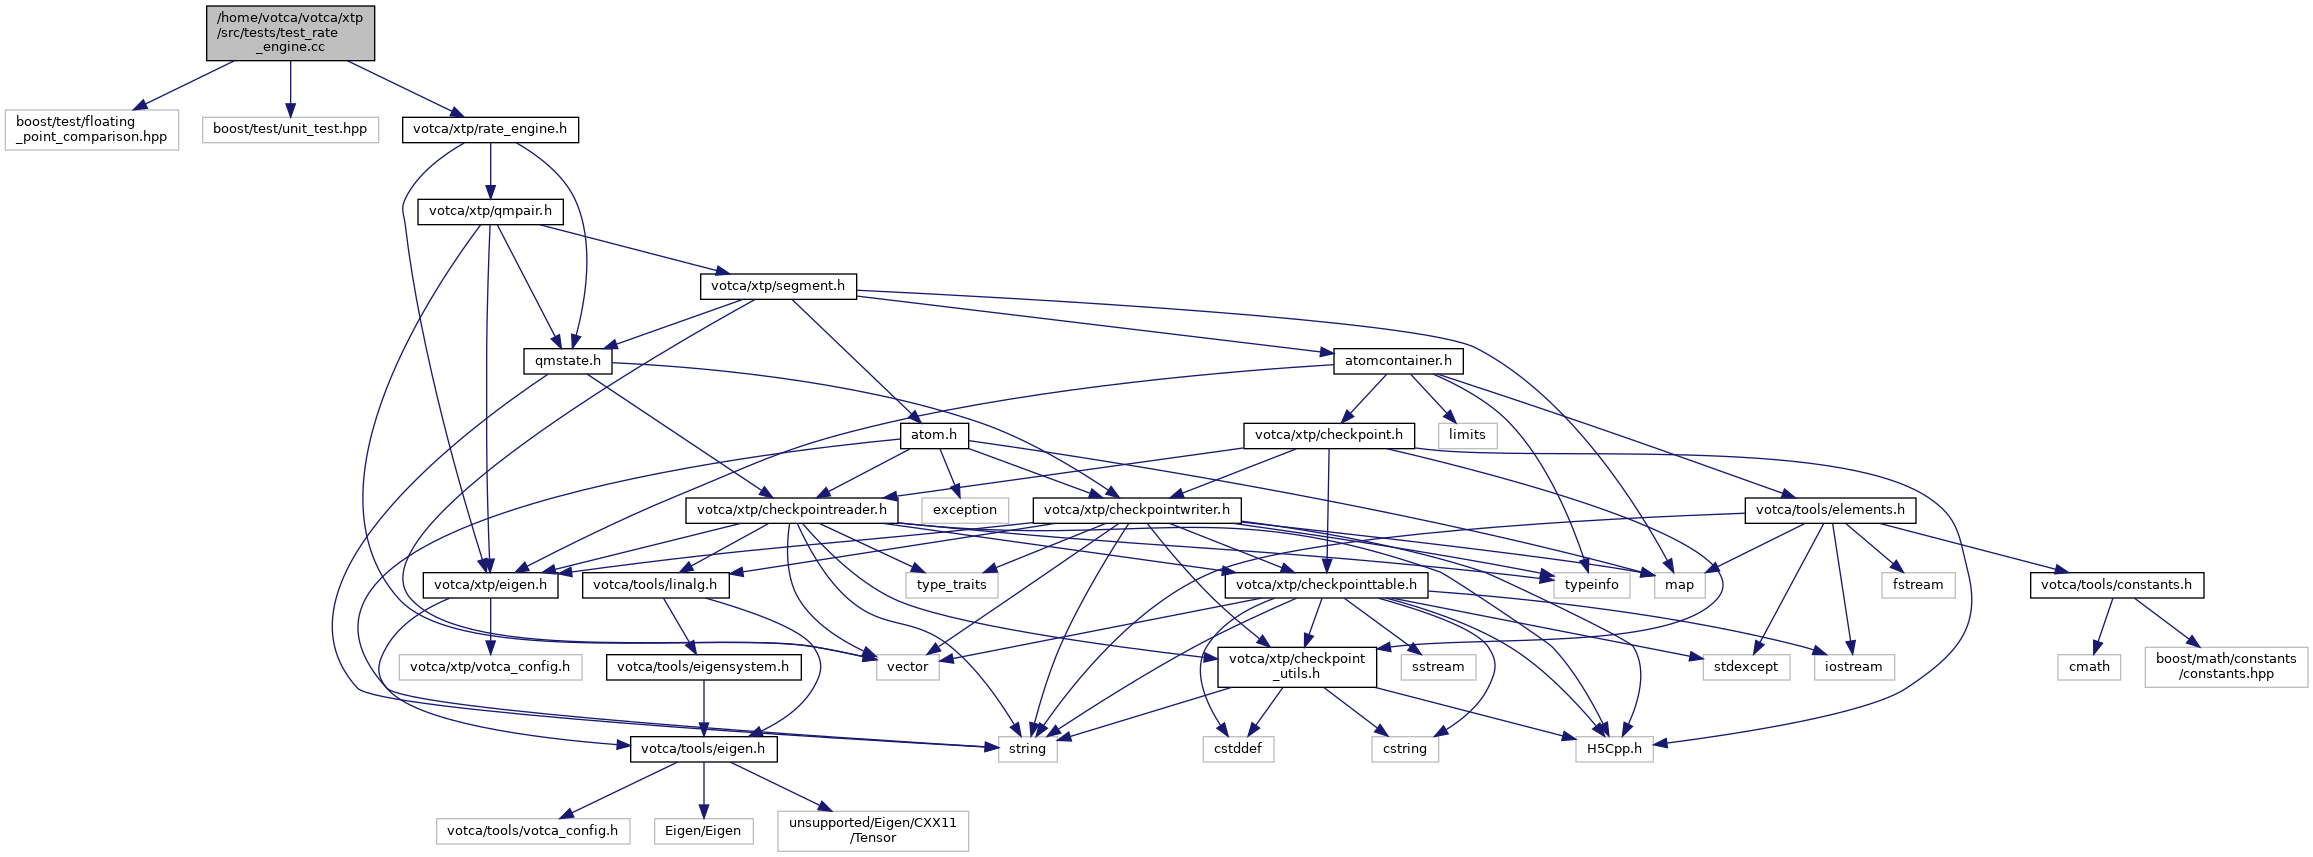 /home/votca/votca/xtp
/src/tests/test_rate
_engine.cc
boost/test/floating
_point_comparison.hpp
boost/test/unit_test.hpp
votca/xtp/rate_engine.h
votca/xtp/qmpair.h
votca/xtp/segment.h
qmstate.h
atomcontainer.h
atom.h
votca/xtp/checkpoint.h
limits
votca/xtp/checkpointreader.h
exception
votca/xtp/checkpointwriter.h
votca/tools/elements.h
votca/xtp/eigen.h
votca/tools/linalg.h
type_traits
votca/xtp/checkpointtable.h
typeinfo
map
fstream
votca/tools/constants.h
votca/xtp/votca_config.h
votca/tools/eigensystem.h
vector
votca/xtp/checkpoint
_utils.h
sstream
stdexcept
iostream
cmath
boost/math/constants
/constants.hpp
votca/tools/eigen.h
string
cstddef
cstring
H5Cpp.h
votca/tools/votca_config.h
Eigen/Eigen
unsupported/Eigen/CXX11
/Tensor